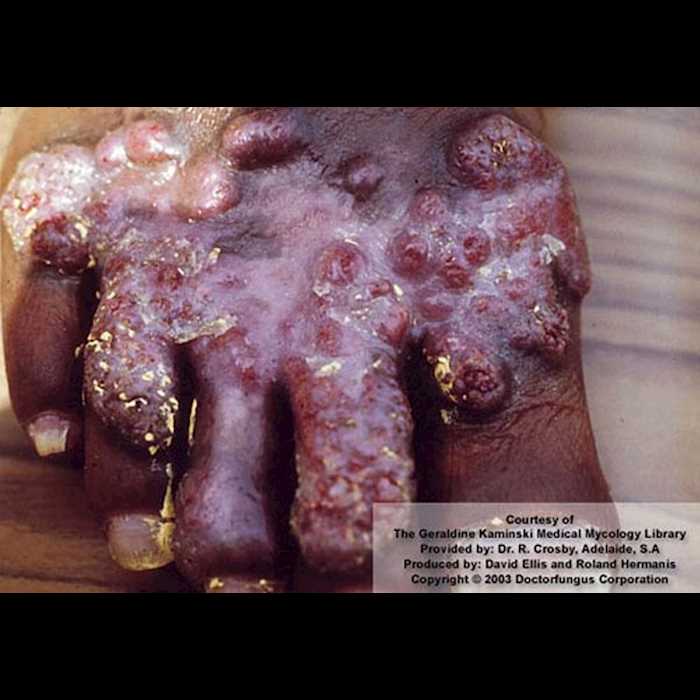 Courtesy of
The Geraldine Kaminski Medical Mycology Library
Provided by: Dr. R. Crosby, Adelaide, S.A
Produced by: David Ellis and Roland Hermanis
Copyright © 2003 Doctorfungus Corporation